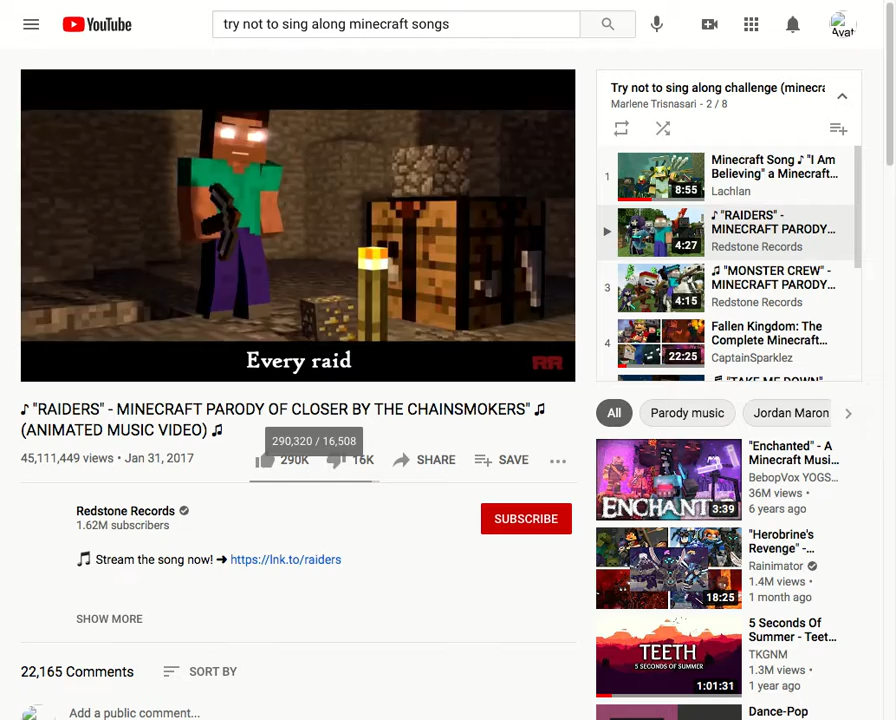 YouTube
try not to sing along minecraft songs
Every raid
RR
♪ "RAIDERS" - MINECRAFT PARODY OF CLOSER BY THE CHAINSMOKERS" ♫
(ANIMATED MUSIC VIDEO) ♫
45,111,449 views • Jan 31, 2017
290,320 / 16,508
290K
16K
SHARE
SAVE
Redstone Records
1.62M subscribers
SUBSCRIBE
🎵 Stream the song now! ➜ https://lnk.to/raiders
SHOW MORE
22,165 Comments
SORT BY
Add a public comment...
Avat
Try not to sing along challenge (minecra
Marlene Trisnasari - 2 / 8
1
8:55
Minecraft Song ♪ "I Am
Believing" a Minecraft...
Lachlan
4:27
♪ "RAIDERS" -
MINECRAFT PARODY...
Redstone Records
3
4:15
♫ "MONSTER CREW" -
MINECRAFT PARODY...
Redstone Records
4
22:25
Fallen Kingdom: The
Complete Minecraft...
CaptainSparklez
♬ "TAKE ME DOWN"
All
Parody music
Jordan Maron
ENCHANT
3:39
"Enchanted" - A
Minecraft Musi...
BebopVox YOGS...
36M views •
6 years ago
18:25
"Herobrine's
Revenge" -...
Rainimator
1.4M views •
1 month ago
TEETH
5 SECONDS OF SUMMER
1:01:31
5 Seconds Of
Summer - Teet...
TKGNM
1.3M views •
1 year ago
Dance-Pop